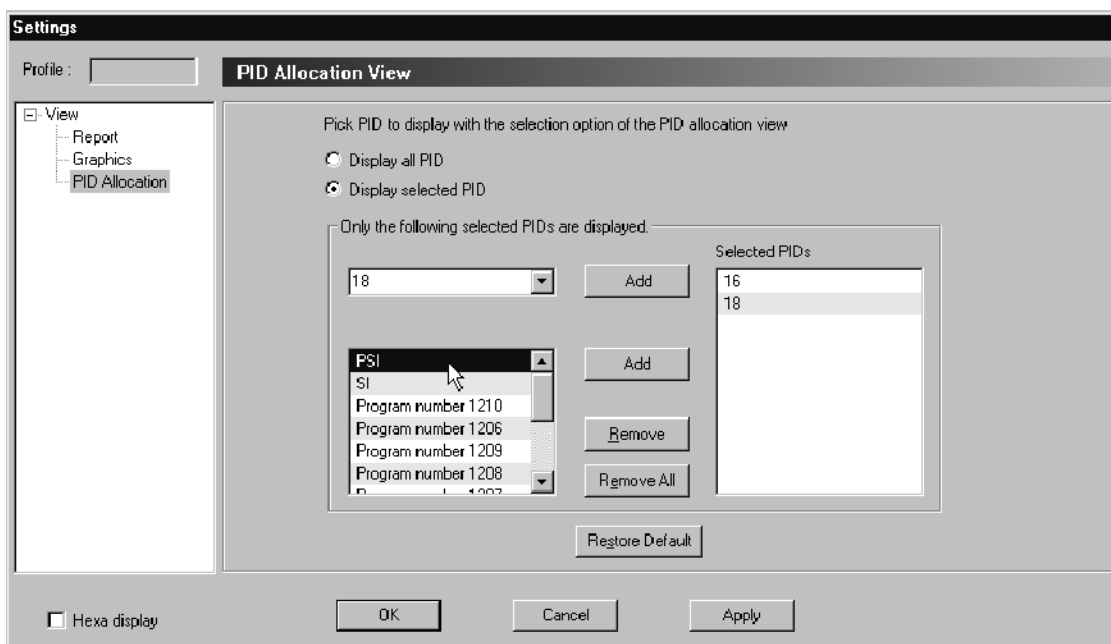 Settings
Profile :
PID Allocation View
View
Report
Graphics
PID Allocation
Pick PID to display with the selection option of the PID allocation view
Display all PID
Display selected PID
Only the following selected PIDs are displayed.
Selected PIDs
18
Add
16
18
PSI
Add
SI
Program number 1210
Program number 1206
Remove
Program number 1209
Program number 1208
Remove All
Restore Default
Hexa display
OK
Cancel
Apply